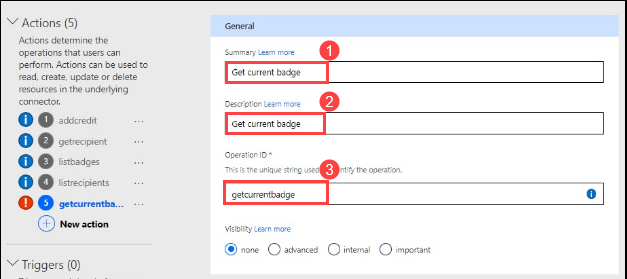 Actions (5)
Actions determine the
operations that users can
perform. Actions can be used to
read, create, update or delete
resources in the underlying
connector.
1 addcredit ...
2 getrecipient ...
3 listbadges ...
4 listrecipients ...
5 getcurrentba... ...
New action
Triggers (0)
General
Summary Learn more
1
Get current badge
Description Learn more
2
Get current badge
Operation ID *
3
This is the unique string used entify the operation.
getcurrentbadge
Visibility Learn more
none advanced internal important